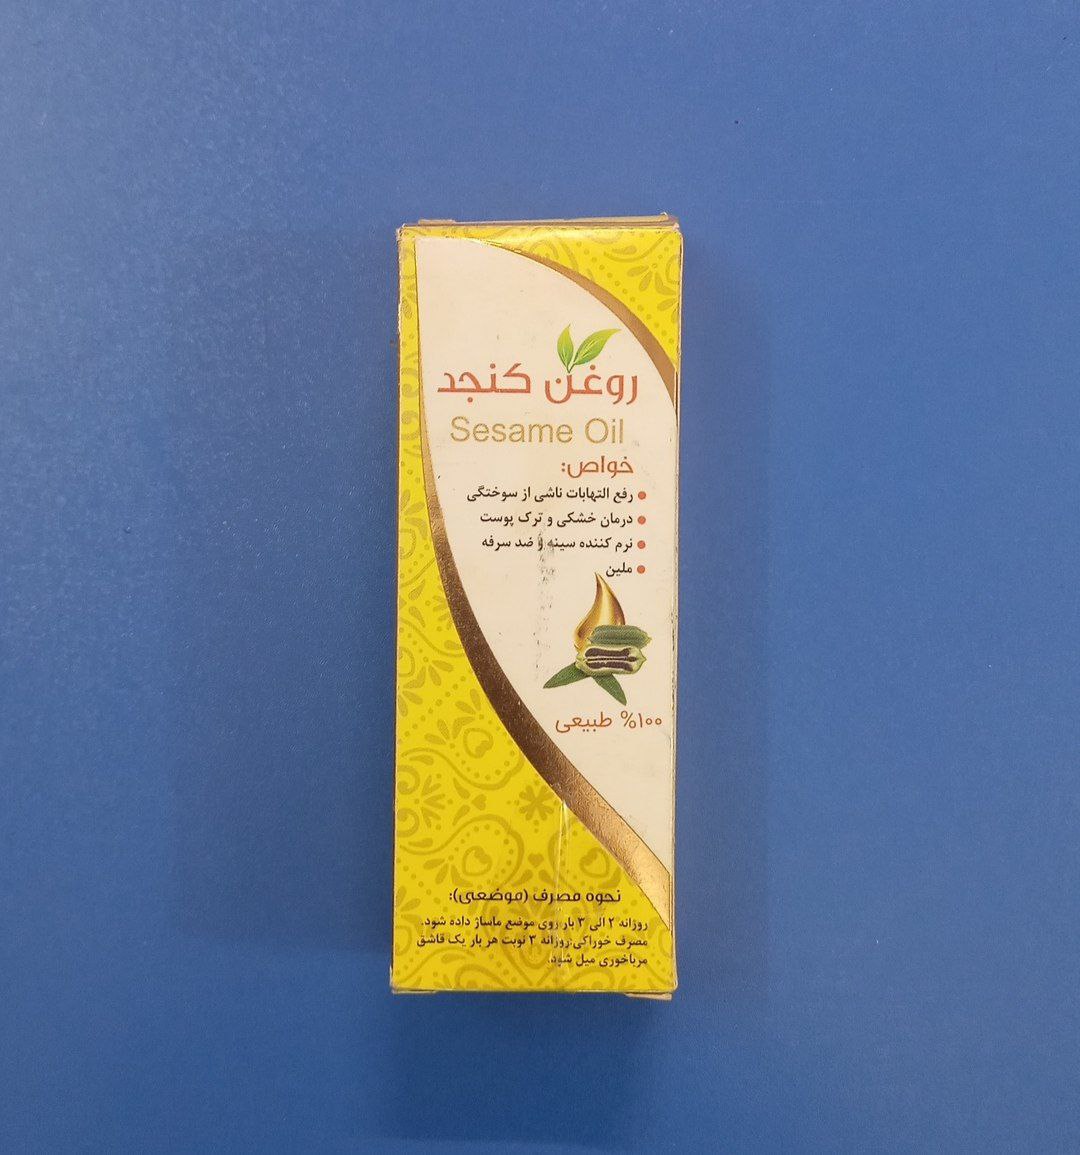 روغن کنجد
Sesame Oil
خواص:
● رفع التهابات ناشی از سوختگی
● درمان خشکی و ترک پوست
● نرم کننده سینه و ضد سرفه
● ملین
۱۰۰% طبیعی
نحوه مصرف (موضعی):
روزانه ۲ الی ۳ بار روی موضع ماساژ داده شود.
مصرف خوراکی:روزانه ۳ نوبت هر بار یک قاشق
مرباخوری میل شود.